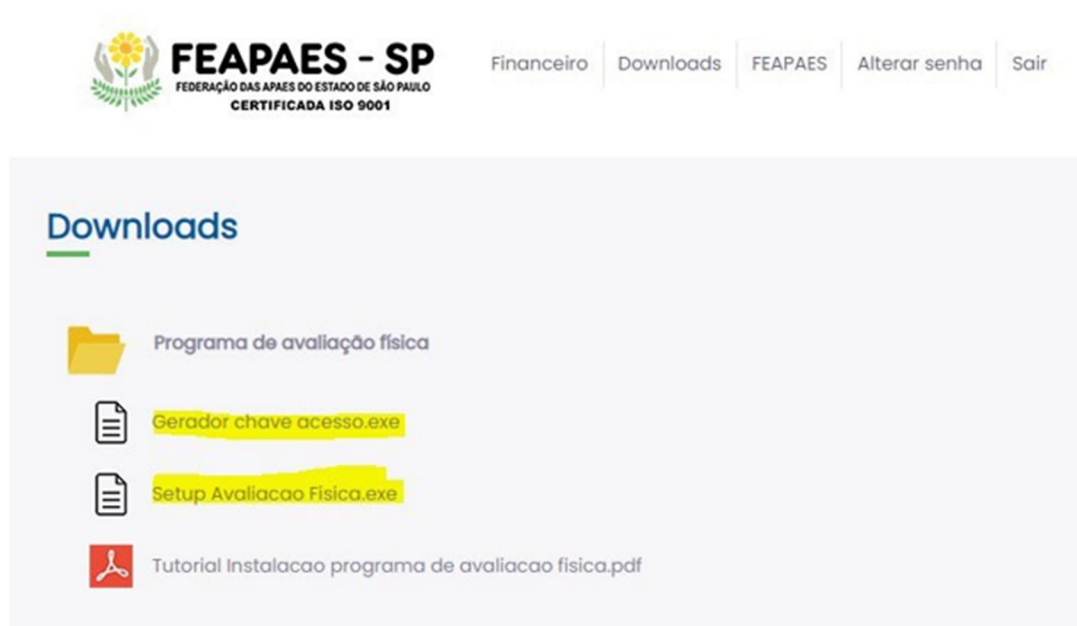 FEAPAES - SP
FEDERAÇÃO DAS APAES DO ESTADO DE SÃO PAULO
CERTIFICADA ISO 9001
Financeiro Downloads FEAPAES Alterar senha Sair
Downloads
Programa de avaliação física
Gerador chave acesso.exe
Setup Avaliacao Fisica.exe
Tutorial Instalacao programa de avaliacao fisica.pdf